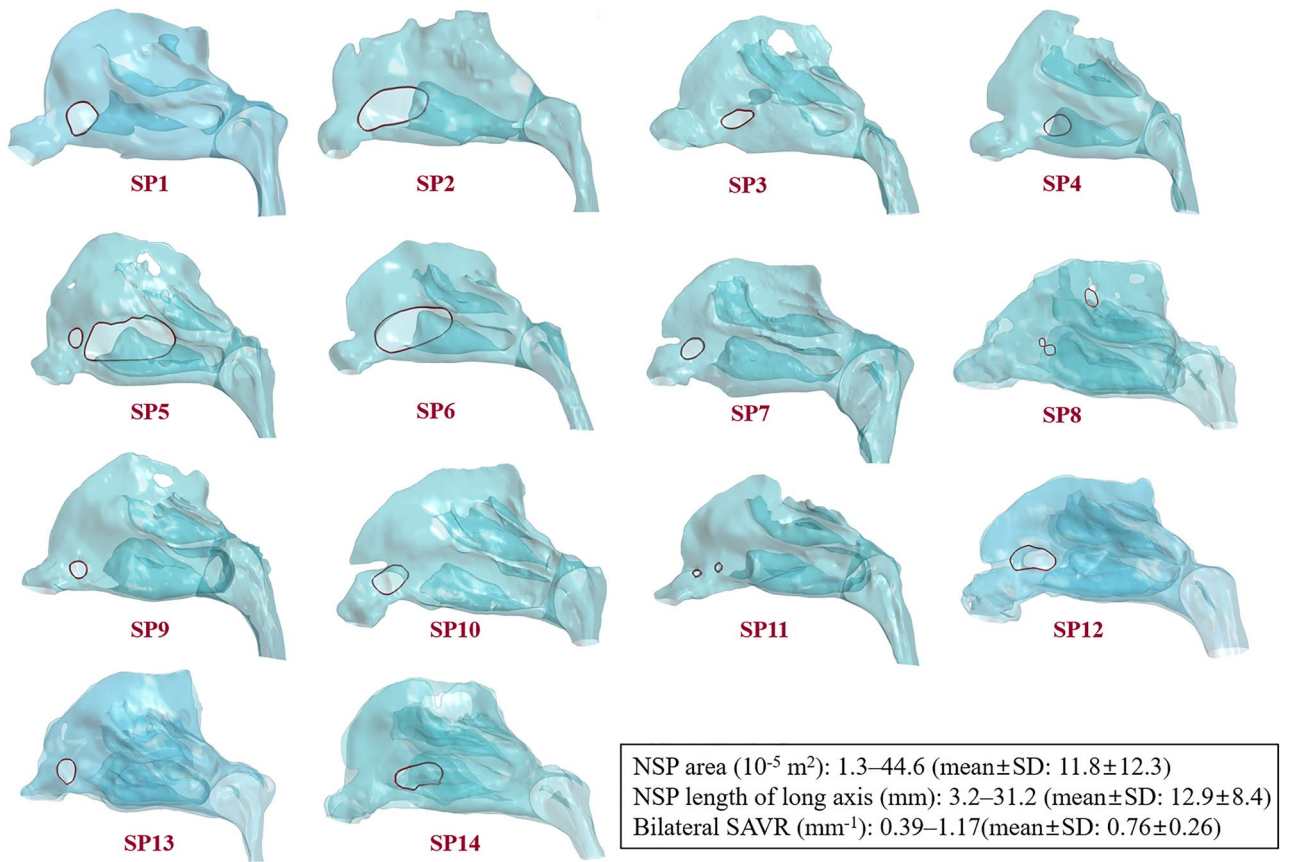 SP1
SP2
SP3
SP4
SP5
SP6
SP7
SP8
SP9
SP10
SP11
SP12
SP13
SP14
NSP area (10⁻⁵ m²): 1.3–44.6 (mean±SD: 11.8±12.3)
NSP length of long axis (mm): 3.2–31.2 (mean±SD: 12.9±8.4)
Bilateral SAVR (mm⁻¹): 0.39–1.17(mean±SD: 0.76±0.26)